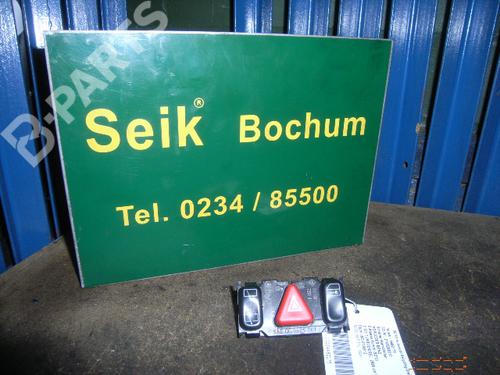 B-PARTS
Seik® Bochum
Tel. 0234 / 85500